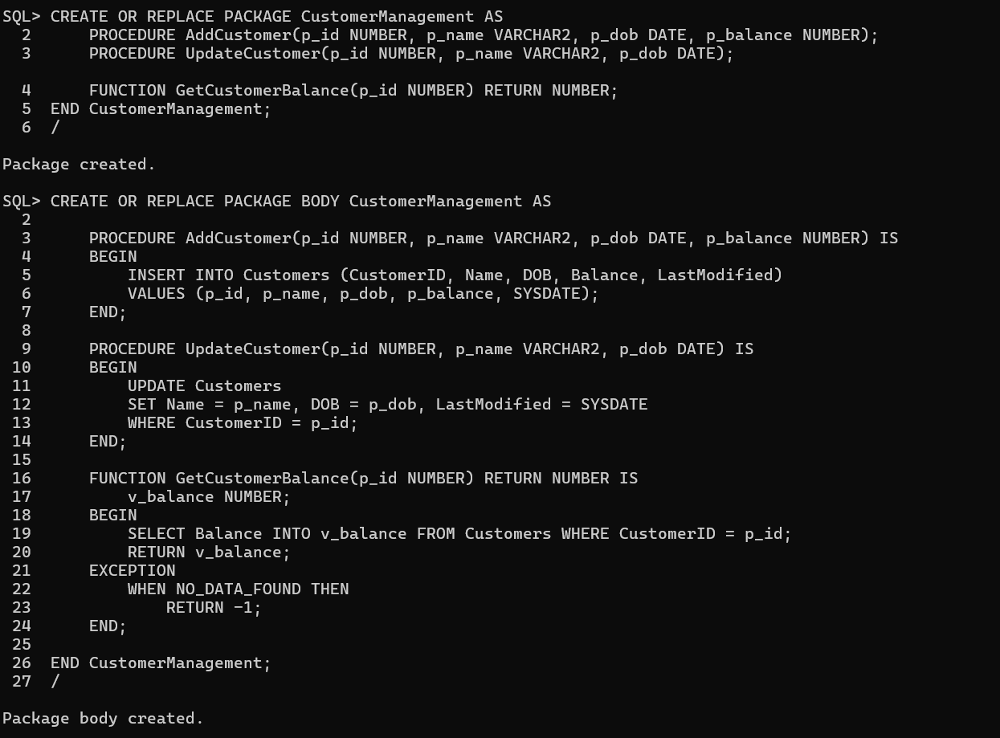 SQL> CREATE OR REPLACE PACKAGE CustomerManagement AS
  2      PROCEDURE AddCustomer(p_id NUMBER, p_name VARCHAR2, p_dob DATE, p_balance NUMBER);
  3      PROCEDURE UpdateCustomer(p_id NUMBER, p_name VARCHAR2, p_dob DATE);

  4      FUNCTION GetCustomerBalance(p_id NUMBER) RETURN NUMBER;
  5  END CustomerManagement;
  6  /

Package created.

SQL> CREATE OR REPLACE PACKAGE BODY CustomerManagement AS
  2
  3      PROCEDURE AddCustomer(p_id NUMBER, p_name VARCHAR2, p_dob DATE, p_balance NUMBER) IS
  4      BEGIN
  5          INSERT INTO Customers (CustomerID, Name, DOB, Balance, LastModified)
  6          VALUES (p_id, p_name, p_dob, p_balance, SYSDATE);
  7      END;
  8
  9      PROCEDURE UpdateCustomer(p_id NUMBER, p_name VARCHAR2, p_dob DATE) IS
 10      BEGIN
 11          UPDATE Customers
 12          SET Name = p_name, DOB = p_dob, LastModified = SYSDATE
 13          WHERE CustomerID = p_id;
 14      END;
 15
 16      FUNCTION GetCustomerBalance(p_id NUMBER) RETURN NUMBER IS
 17          v_balance NUMBER;
 18      BEGIN
 19          SELECT Balance INTO v_balance FROM Customers WHERE CustomerID = p_id;
 20          RETURN v_balance;
 21      EXCEPTION
 22          WHEN NO_DATA_FOUND THEN
 23              RETURN -1;
 24      END;
 25
 26  END CustomerManagement;
 27  /

Package body created.